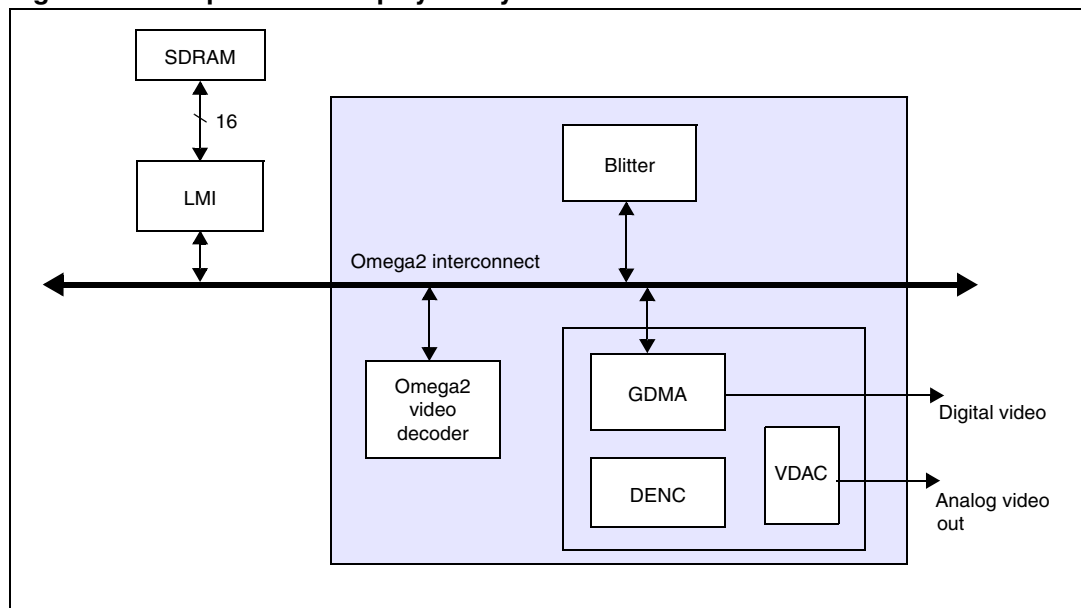 SDRAM
16
LMI
Blitter
Omega2 interconnect
Omega2
video
decoder
GDMA
Digital video
VDAC
DENC
Analog video
out